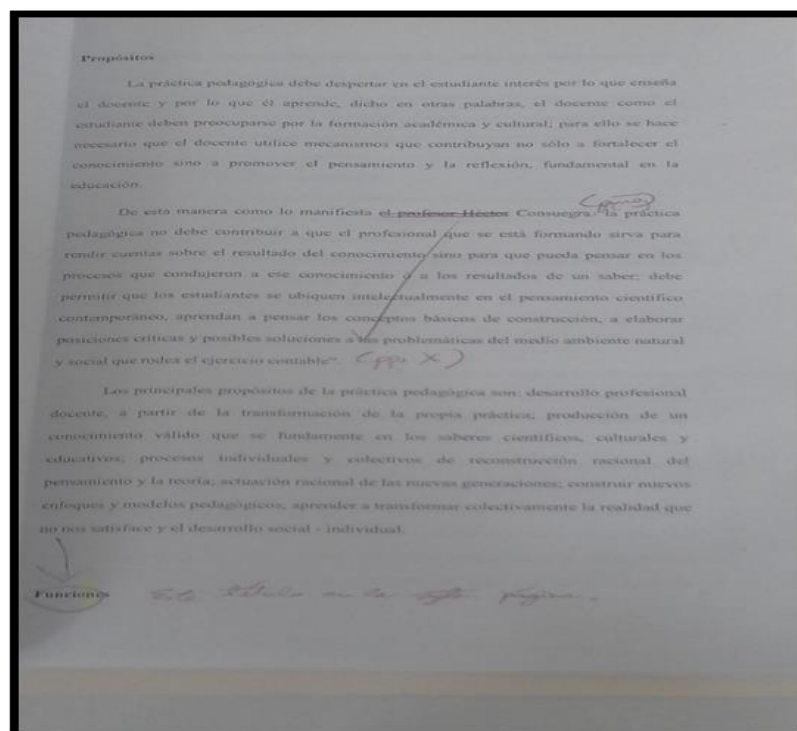 Propósitos
La práctica pedagógica debe despertar en el estudiante interés por lo que enseña
el docente y por lo que él aprende, dicho en otras palabras, el docente como el
estudiante deben preocuparse por la formación académica y cultural; para ello se hace
necesario que el docente utilice mecanismos que contribuyan no sólo a fortalecer el
conocimiento sino a promover el pensamiento y la reflexión, fundamental en la
educación.
De esta manera como lo manifiesta el profesor Héctor Consuegra "la práctica
pedagógica no debe contribuir a que el profesional que se está formando sirva para
rendir cuentas sobre el resultado del conocimiento sino para que pueda pensar en los
procesos que condujeron a ese conocimiento o a los resultados de un saber; debe
permitir que los estudiantes se ubiquen intelectualmente en el pensamiento científico
contemporáneo, aprendan a pensar los conceptos básicos de construcción, a elaborar
posiciones críticas y posibles soluciones a las problemáticas del medio ambiente natural
y social que rodea el ejercicio contable". (pp. X)
Los principales propósitos de la práctica pedagógica son: desarrollo profesional
docente, a partir de la transformación de la propia práctica; producción de un
conocimiento válido que se fundamente en los saberes científicos, culturales y
educativos; procesos individuales y colectivos de reconstrucción racional del
pensamiento y la teoría; actuación racional de las nuevas generaciones; construir nuevos
enfoques y modelos pedagógicos; aprender a transformar colectivamente la realidad que
no nos satisface y el desarrollo social - individual.
Funciones Este título en la página.